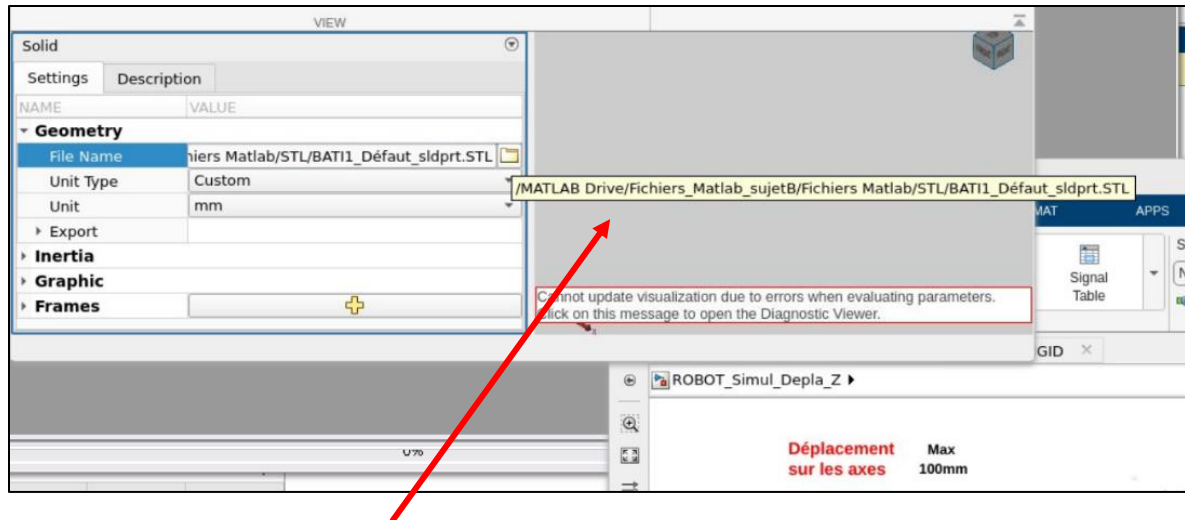 VIEW
Solid
Settings Description
NAME VALUE
Geometry
File Name hiers Matlab/STL/BATI1_Défaut_sldprt.STL
Unit Type Custom
/MATLAB Drive/Fichiers_Matlab_sujetB/Fichiers Matlab/STL/BATI1_Défaut_sldprt.STL
Unit mm
MAT APPS
Export
Inertia
Graphic
Signal
Table
Frames
Cannot update visualization due to errors when evaluating parameters.
Click on this message to open the Diagnostic Viewer.
GID
ROBOT_Simul_Depla_Z
0%
Déplacement Max
sur les axes 100mm